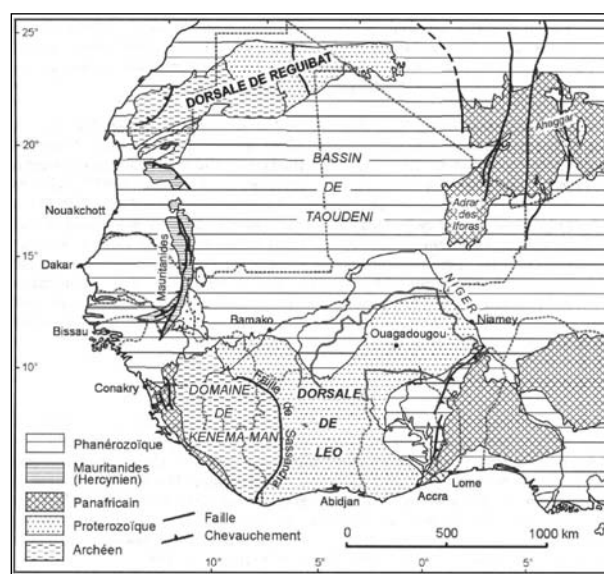 25°
DORSALE DE REGUIBAT
Ahaggar
20°
BASSIN
DE
TAOUDENI
Adrar
des
Iforas
Nouakchott
Mauritanides
15°
Dakar
NIGER
Bamako
Niamey
Bissau
Ouagadougou
10°
Conakry
DOMAINE
DE
KENEMA-MAN
Faille de Sassandra
DORSALE
DE
LEO
Phanérozoïque
Mauritanides
(Hercynien)
Panafricain
Proterozoïque
Archéen
Faille
Chevauchement
Abidjan
Accra
Lome
0 500 1000 km
10° 5° 0° 5°